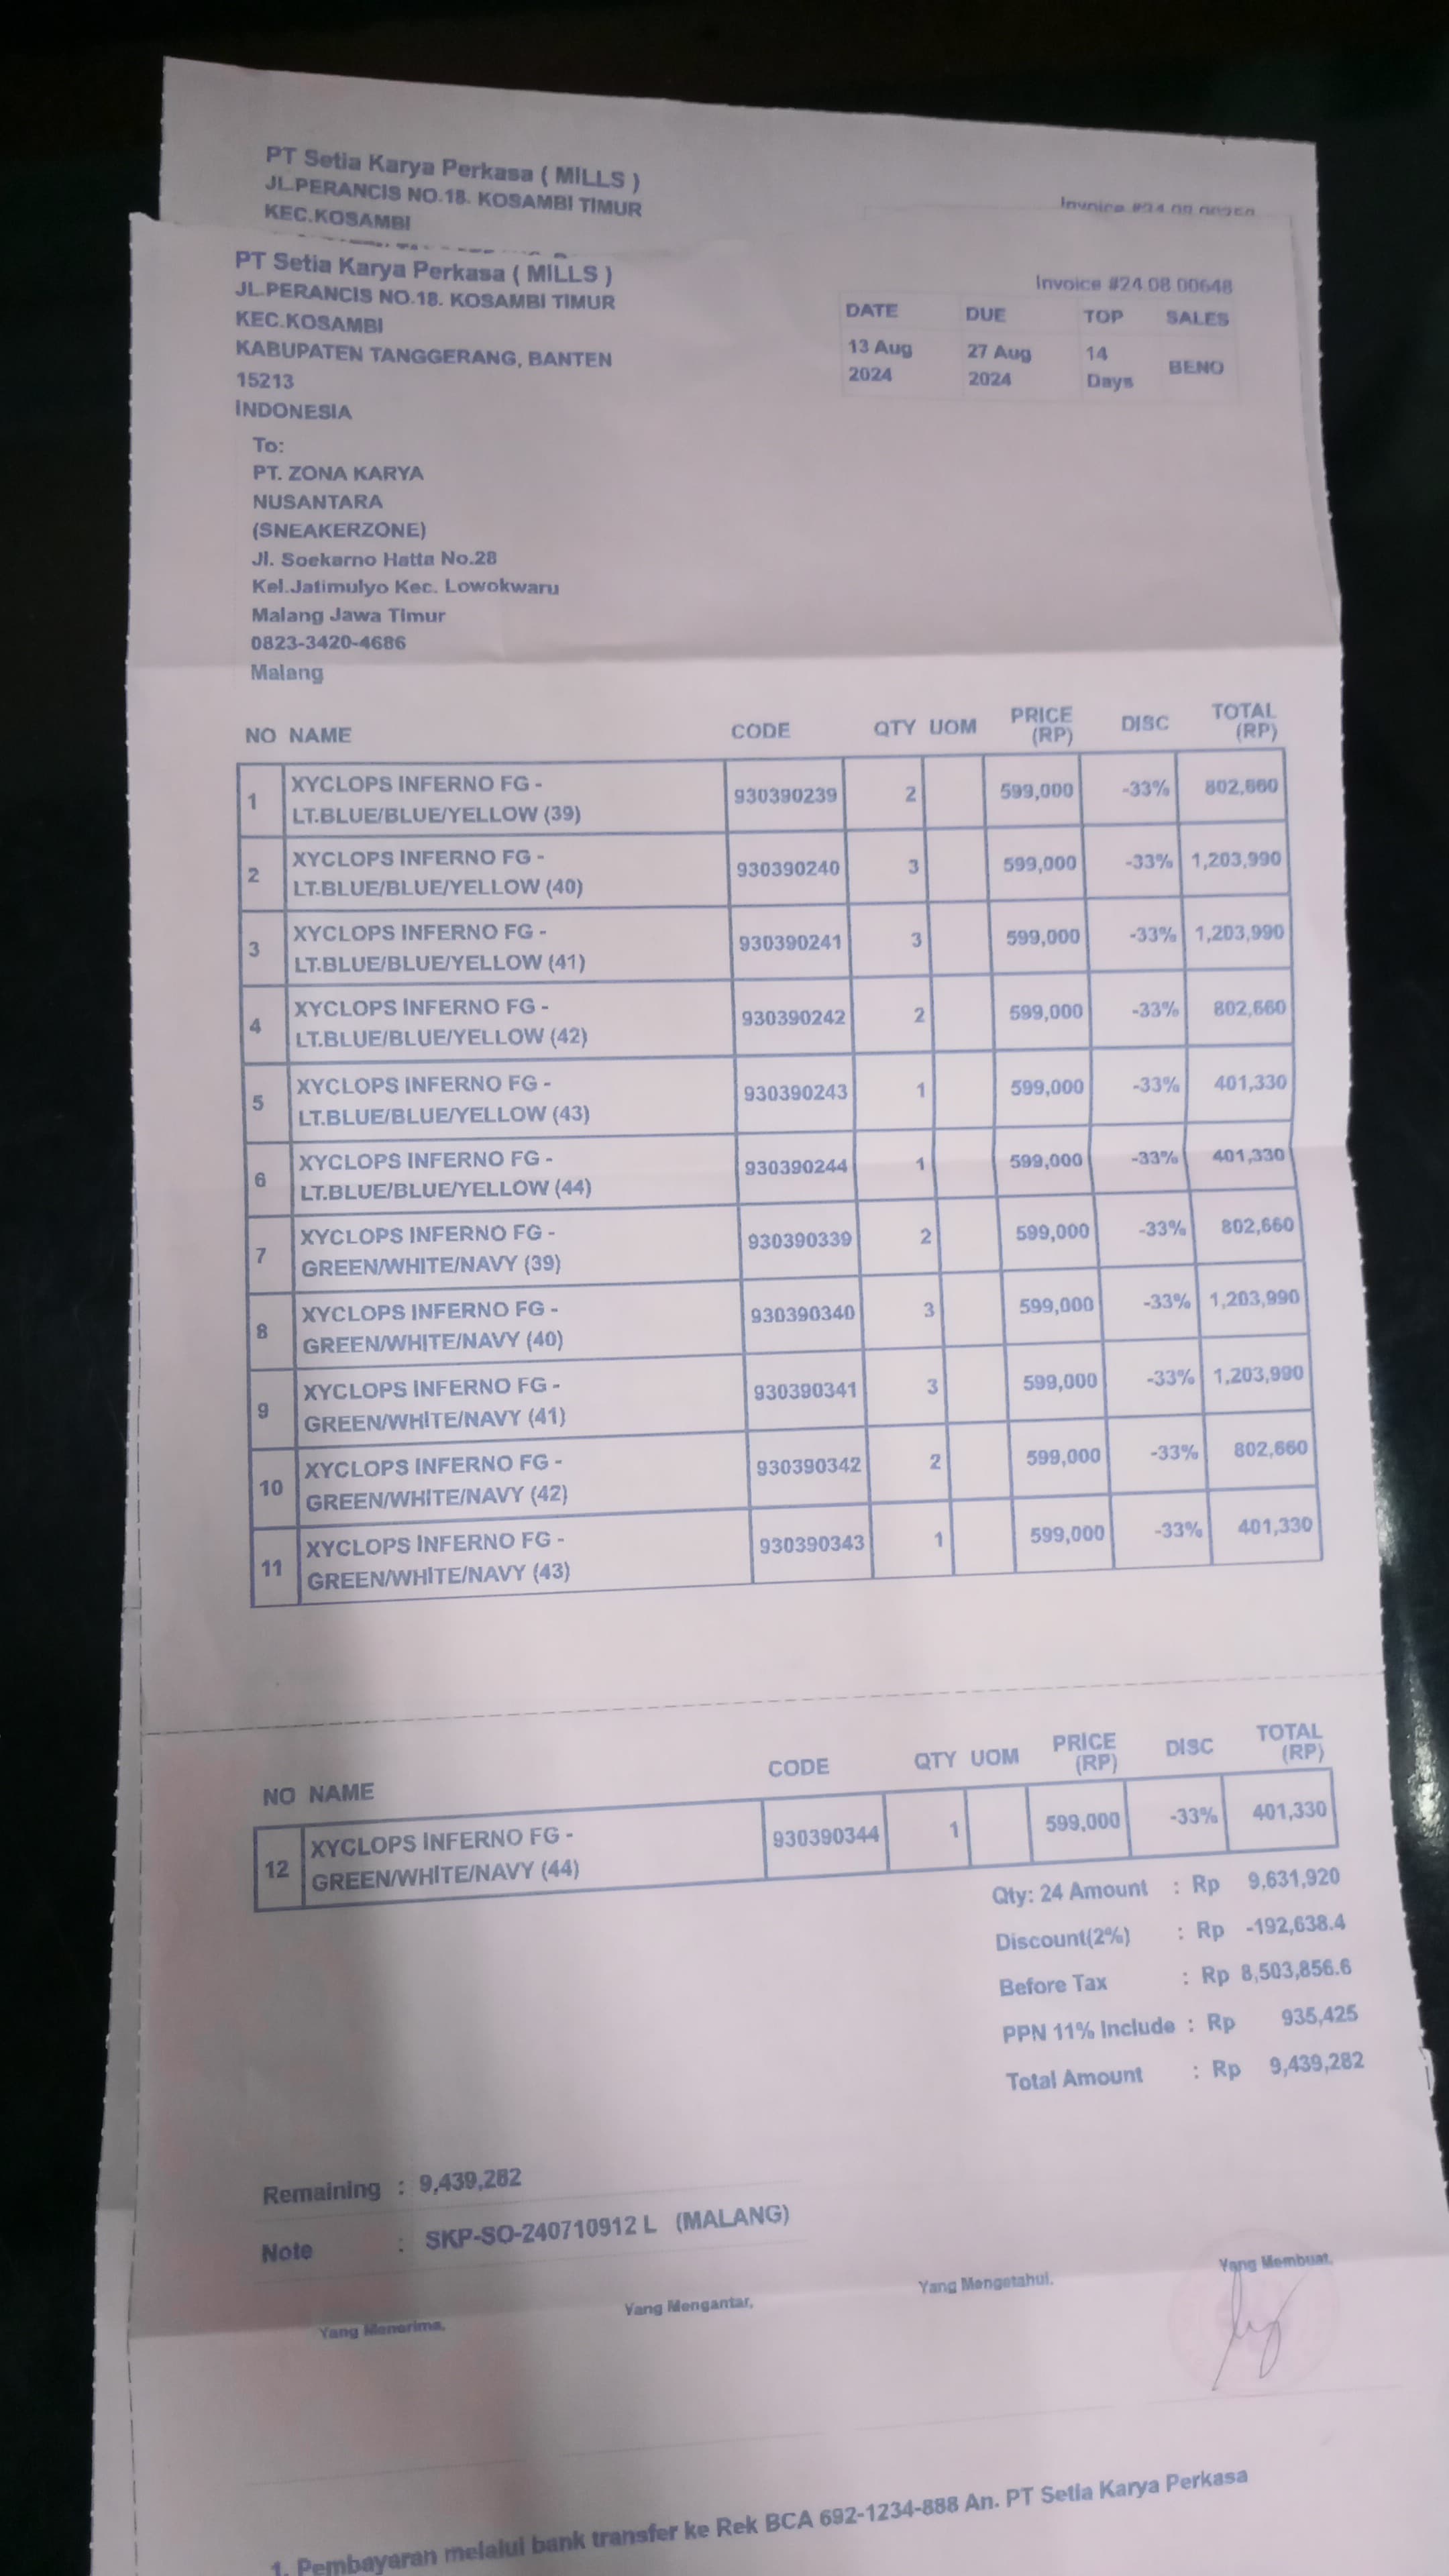 PT Setia Karya Perkasa ( MILLS )
JL.PERANCIS NO.18. KOSAMBI TIMUR
KEC.KOSAMBI
Invoice
PT Setia Karya Perkasa ( MILLS )
JL.PERANCIS NO.18. KOSAMBI TIMUR
KEC.KOSAMBI
KABUPATEN TANGGERANG, BANTEN
15213
INDONESIA
Invoice #24.08.00648
DATE DUE TOP SALES
13 Aug 2024 27 Aug 2024 14 Days BENO
To:
PT. ZONA KARYA
NUSANTARA
(SNEAKERZONE)
Jl. Soekarno Hatta No.28
Kel.Jatimulyo Kec. Lowokwaru
Malang Jawa Timur
0823-3420-4686
Malang
NO NAME CODE QTY UOM PRICE (RP) DISC TOTAL (RP)
1 XYCLOPS INFERNO FG - 930390239 2 599,000 -33% 802,660
LT.BLUE/BLUE/YELLOW (39)
2 XYCLOPS INFERNO FG - 930390240 3 599,000 -33% 1,203,990
LT.BLUE/BLUE/YELLOW (40)
3 XYCLOPS INFERNO FG - 930390241 3 599,000 -33% 1,203,990
LT.BLUE/BLUE/YELLOW (41)
4 XYCLOPS INFERNO FG - 930390242 2 599,000 -33% 802,660
LT.BLUE/BLUE/YELLOW (42)
5 XYCLOPS INFERNO FG - 930390243 1 599,000 -33% 401,330
LT.BLUE/BLUE/YELLOW (43)
6 XYCLOPS INFERNO FG - 930390244 1 599,000 -33% 401,330
LT.BLUE/BLUE/YELLOW (44)
7 XYCLOPS INFERNO FG - 930390339 2 599,000 -33% 802,660
GREEN/WHITE/NAVY (39)
8 XYCLOPS INFERNO FG - 930390340 3 599,000 -33% 1,203,990
GREEN/WHITE/NAVY (40)
9 XYCLOPS INFERNO FG - 930390341 3 599,000 -33% 1,203,990
GREEN/WHITE/NAVY (41)
10 XYCLOPS INFERNO FG - 930390342 2 599,000 -33% 802,660
GREEN/WHITE/NAVY (42)
11 XYCLOPS INFERNO FG - 930390343 1 599,000 -33% 401,330
GREEN/WHITE/NAVY (43)
NO NAME CODE QTY UOM PRICE (RP) DISC TOTAL (RP)
12 XYCLOPS INFERNO FG - 930390344 1 599,000 -33% 401,330
GREEN/WHITE/NAVY (44)
Qty: 24 Amount : Rp 9,631,920
Discount(2%) : Rp -192,638.4
Before Tax : Rp 8,503,856.6
PPN 11% Include : Rp 935,425
Total Amount : Rp 9,439,282
Remaining : 9,439,282
Note : SKP-SO-240710912 L (MALANG)
Yang Menerima, Yang Mengantar, Yang Mengetahui, Yang Membuat,
1. Pembayaran melalui bank transfer ke Rek BCA 692-1234-888 An. PT Setia Karya Perkasa